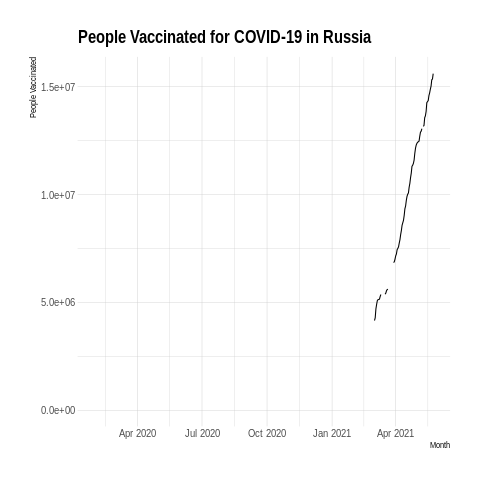 People Vaccinated for COVID-19 in Russia
People Vaccinated
1.5e+07
1.0e+07
5.0e+06
0.0e+00
Apr 2020 Jul 2020 Oct 2020 Jan 2021 Apr 2021
Month